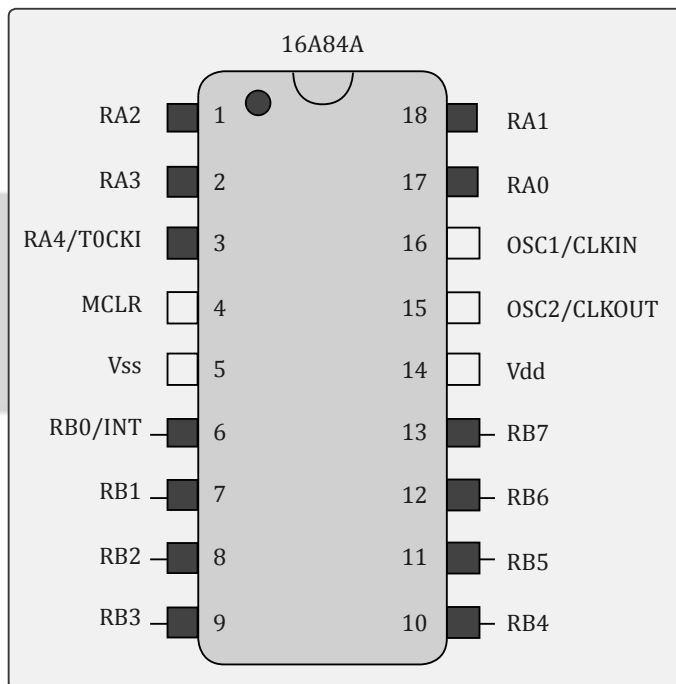 16A84A
RA2 1 18 RA1
RA3 2 17 RA0
RA4/T0CKI 3 16 OSC1/CLKIN
MCLR 4 15 OSC2/CLKOUT
Vss 5 14 Vdd
RB0/INT 6 13 RB7
RB1 7 12 RB6
RB2 8 11 RB5
RB3 9 10 RB4